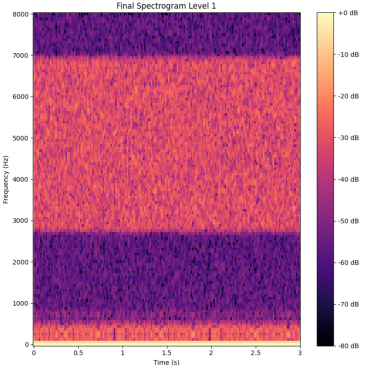 Final Spectrogram Level 1
Frequency (Hz)
8000
7000
6000
5000
4000
3000
2000
1000
0
0 0.5 1 1.5 2 2.5 3
Time (s)
+0 dB
-10 dB
-20 dB
-30 dB
-40 dB
-50 dB
-60 dB
-70 dB
-80 dB